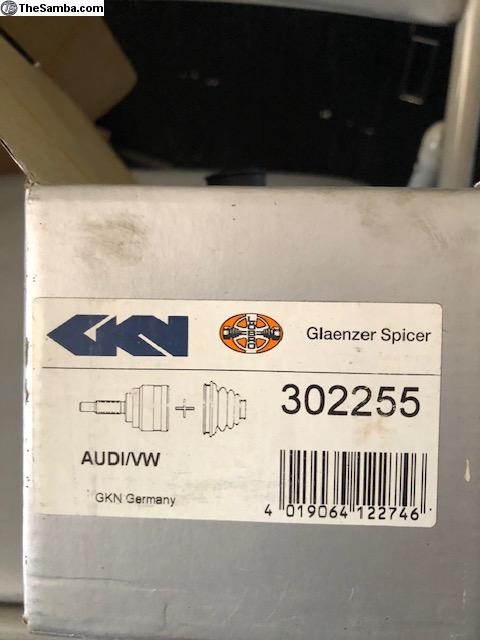 TheSamba.com
GKN
Glaenzer Spicer
302255
AUDI/VW
GKN Germany
4 019064 122746